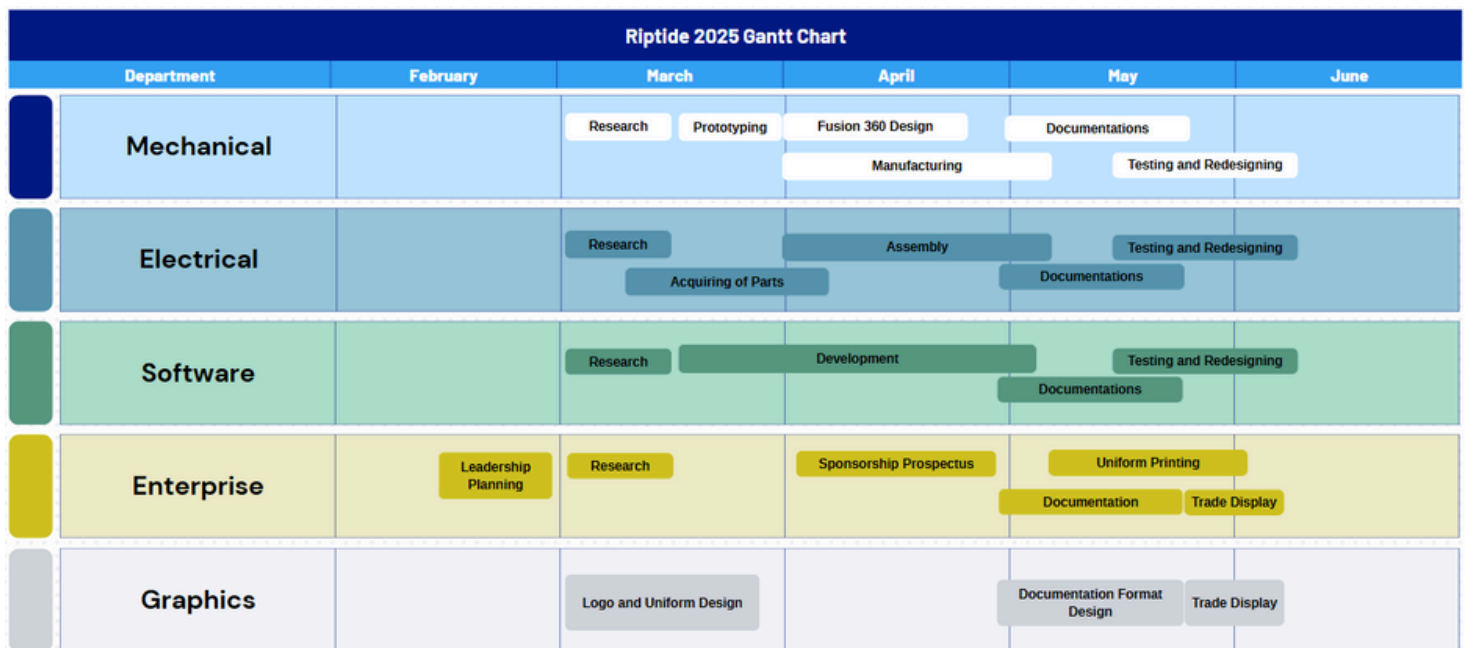 Riptide 2025 Gantt Chart
Department February March April May June
Mechanical
Research Prototyping Fusion 360 Design Documentations
Manufacturing Testing and Redesigning
Electrical
Research Assembly Testing and Redesigning
Acquiring of Parts Documentations
Software
Research Development Testing and Redesigning
Documentations
Enterprise
Leadership
Planning
Research Sponsorship Prospectus Uniform Printing
Documentation Trade Display
Graphics
Logo and Uniform Design
Documentation Format
Design
Trade Display